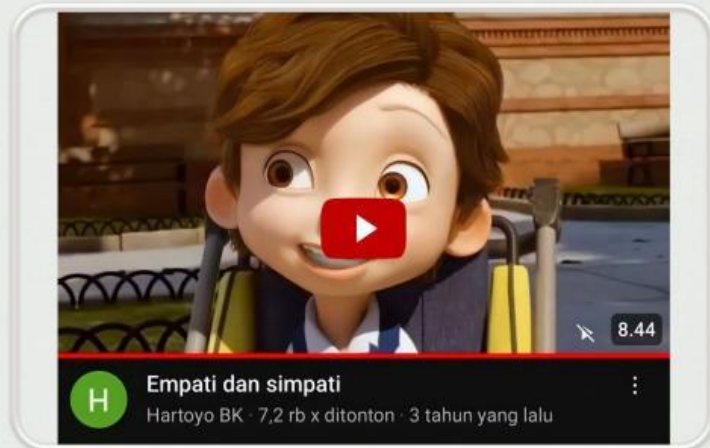 8.44
H
Empati dan simpati
Hartoyo BK · 7,2 rb x ditonton · 3 tahun yang lalu